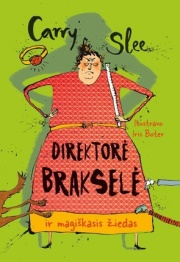 Carry
Slee
Iliustravo
Iris Boter
DIREKTORĖ
BRAKSELĖ
ir magiškasis žiedas